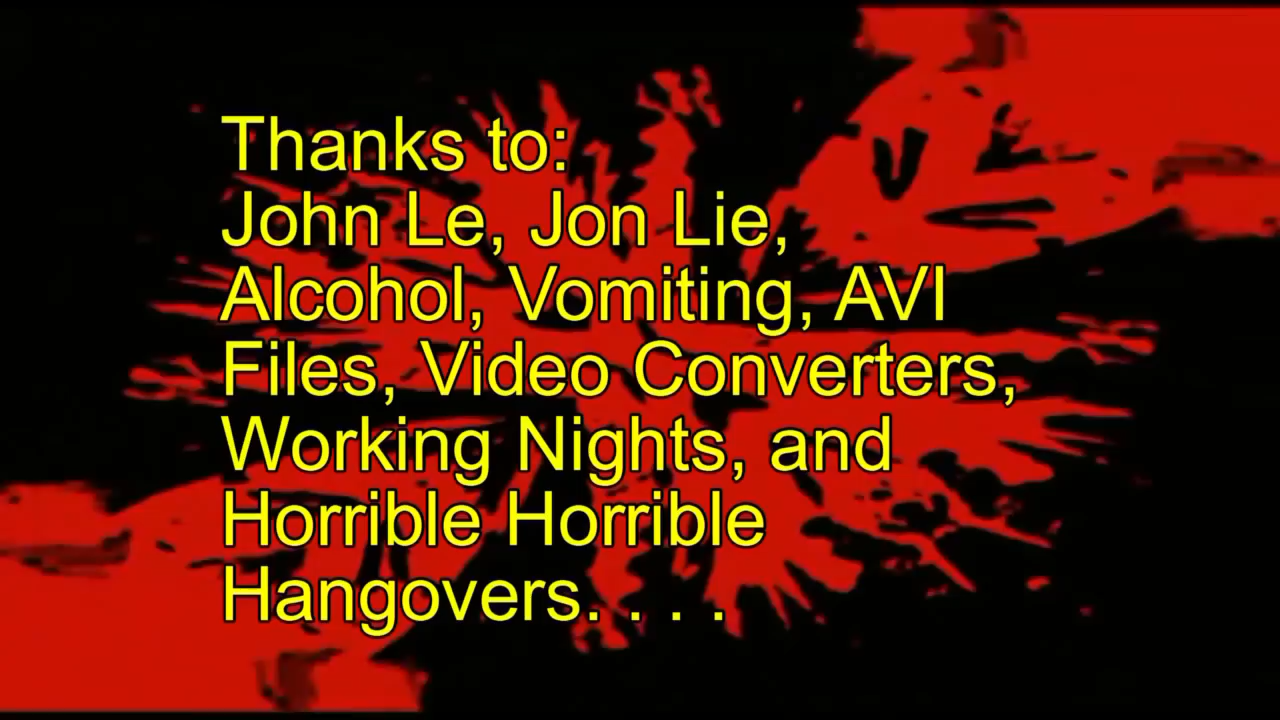 Thanks to:
John Le, Jon Lie,
Alcohol, Vomiting, AVI
Files, Video Converters,
Working Nights, and
Horrible Horrible
Hangovers. . . .